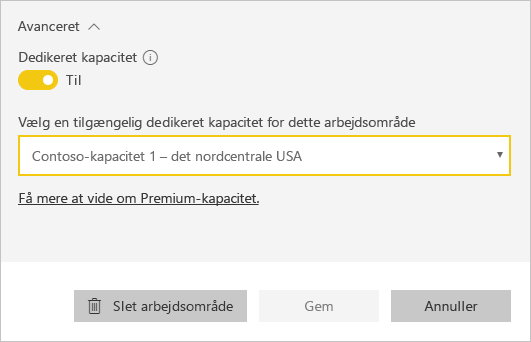 Avanceret
Dedikeret kapacitet
Til
Vælg en tilgængelig dedikeret kapacitet for dette arbejdsområde
Contoso-kapacitet 1 – det nordcentrale USA
Få mere at vide om Premium-kapacitet.
Slet arbejdsområde
Gem
Annuller